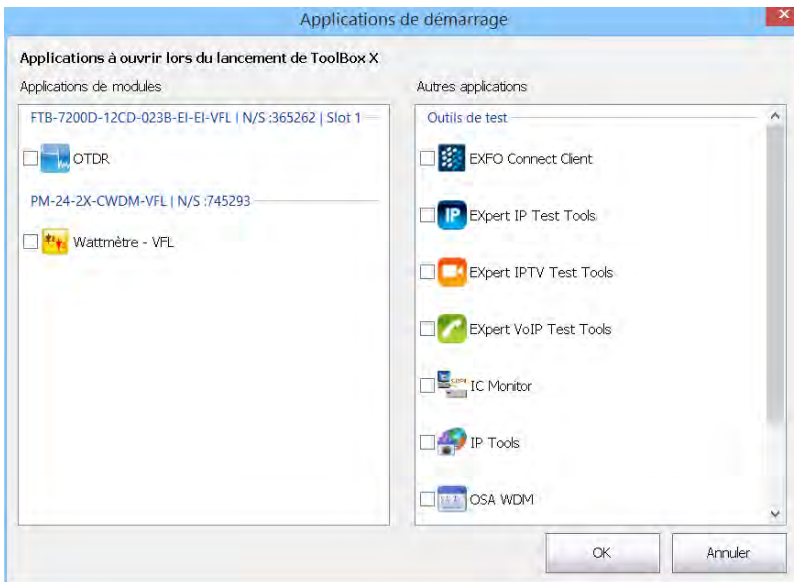 Applications de démarrage
Applications à ouvrir lors du lancement de ToolBox X
Applications de modules
FTB-7200D-12CD-023B-EI-EI-VFL | N/S :365262 | Slot 1
OTDR
PM-24-2X-CWDM-VFL | N/S :745293
Wattmètre - VFL
Autres applications
Outils de test
EXFO Connect Client
IP
EXpert IP Test Tools
EXpert IPTV Test Tools
EXpert VoIP Test Tools
IC Monitor
IP Tools
OSA WDM
OK
Annuler